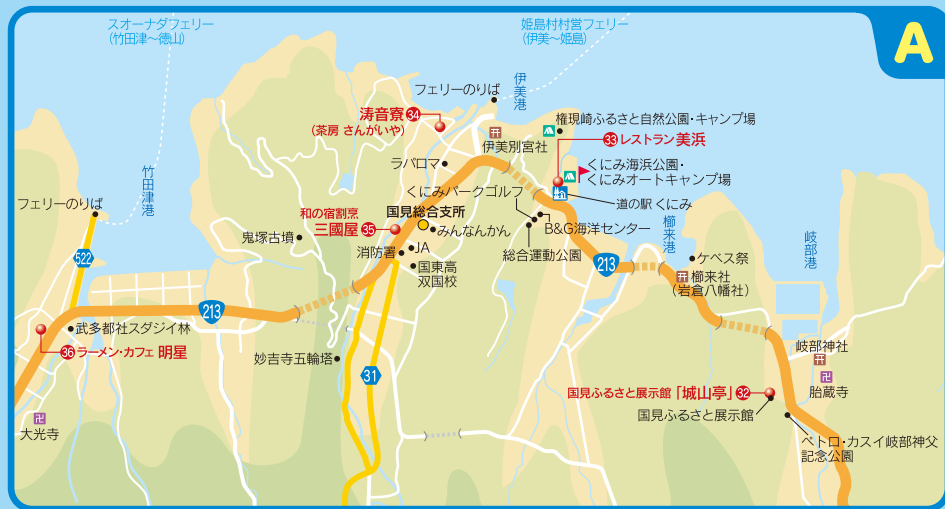 スオーナダフェリー
(竹田津〜徳山)
姫島村村営フェリー
(伊美〜姫島)
A
フェリーのりば
伊美港
涛音寮 34
(茶房 さんがいや)
権現崎ふるさと自然公園・キャンプ場
伊美別宮社
33 レストラン 美浜
ラパロマ
くにみ海浜公園・
くにみオートキャンプ場
竹田津港
くにみパークゴルフ
道の駅 くにみ
フェリーのりば
和の宿割烹
三國屋 35
国見総合支所
みんなんかん
B&G海洋センター
櫛来港
岐部港
鬼塚古墳
消防署
JA
総合運動公園
213
ケベス祭
522
国東高
双国校
櫛来社
(岩倉八幡社)
213
武多都社スダジイ林
36 ラーメン・カフェ 明星
妙吉寺五輪塔
31
岐部神社
胎蔵寺
国見ふるさと展示館「城山亭」32
国見ふるさと展示館
大光寺
ペトロ・カスイ岐部神父
記念公園